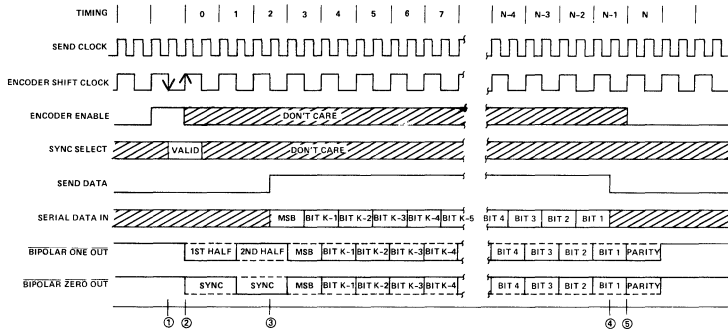 TIMING 0 1 2 3 4 5 6 7 N-4 N-3 N-2 N-1 N
SEND CLOCK
ENCODER SHIFT CLOCK
ENCODER ENABLE DON'T CARE
SYNC SELECT VALID DON'T CARE
SEND DATA
SERIAL DATA IN MSB BIT K-1 BIT K-2 BIT K-3 BIT K-4 BIT K-5 BIT 4 BIT 3 BIT 2 BIT 1
BIPOLAR ONE OUT 1ST HALF 2ND HALF MSB BIT K-1 BIT K-2 BIT K-3 BIT K-4 BIT 4 BIT 3 BIT 2 BIT 1 PARITY
BIPOLAR ZERO OUT SYNC SYNC MSB BIT K-1 BIT K-2 BIT K-3 BIT K-4 BIT 4 BIT 3 BIT 2 BIT 1 PARITY
① ② ③ ④ ⑤